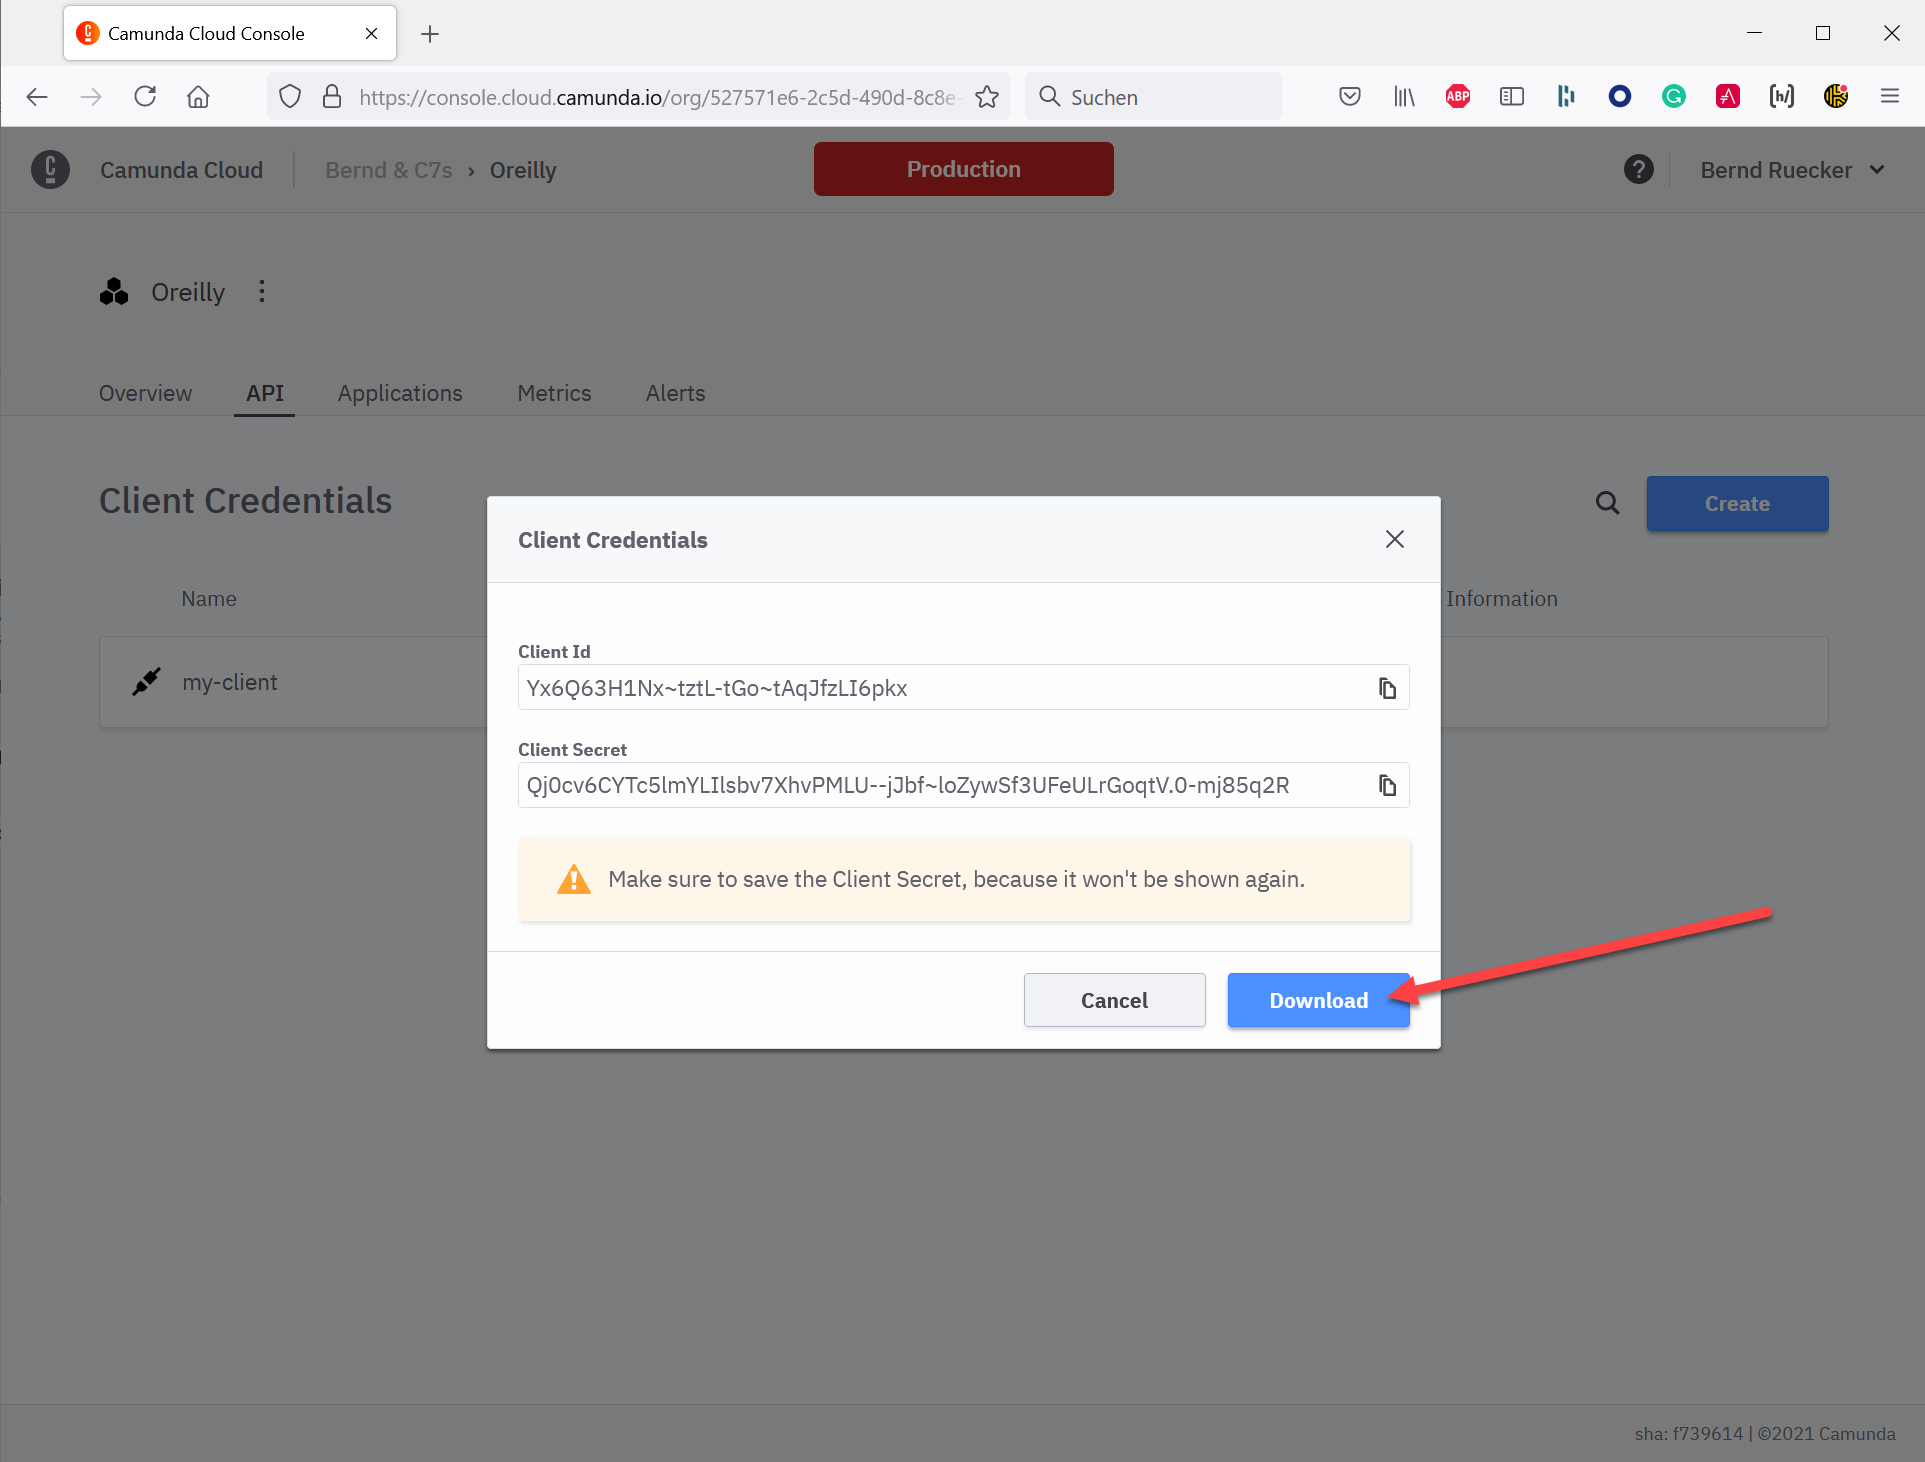 Camunda Cloud Console
https://console.cloud.camunda.io/org/527571e6-2c5d-490d-8c8e-
Suchen
ABP
Camunda Cloud
Bernd & C7s › Oreilly
Production
Bernd Ruecker
Oreilly
Overview
API
Applications
Metrics
Alerts
Client Credentials
Create
Name
Information
my-client
Client Credentials
Client Id
Yx6Q63H1Nx~tztL-tGo~tAqJfzLI6pkx
Client Secret
Qj0cv6CYTc5lmYLIlsbv7XhvPMLU--jJbf~loZywSf3UFeULrGoqtV.0-mj85q2R
Make sure to save the Client Secret, because it won't be shown again.
Cancel
Download
sha: f739614 | ©2021 Camunda